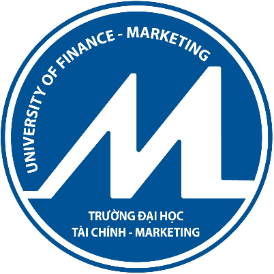 UNIVERSITY OF FINANCE - MARKETING
TRƯỜNG ĐẠI HỌC
TÀI CHÍNH - MARKETING